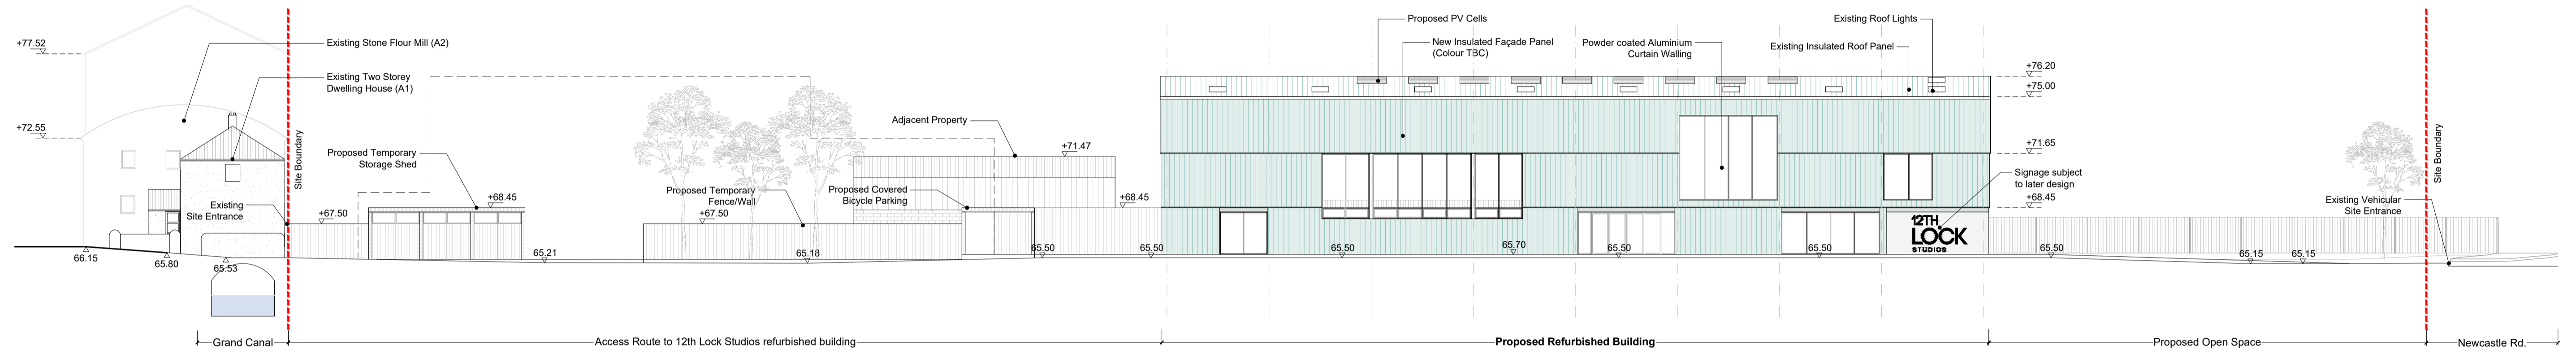 +77.52
+72.55
Existing Stone Flour Mill (A2)
Existing Two Storey
Dwelling House (A1)
Site Boundary
Existing
Site Entrance
+67.50
Proposed Temporary
Storage Shed
+68.45
Proposed Temporary
Fence/Wall
+67.50
Proposed Covered
Bicycle Parking
Adjacent Property
+71.47
+68.45
Proposed PV Cells
New Insulated Façade Panel
(Colour TBC)
Powder coated Aluminium
Curtain Walling
Existing Roof Lights
Existing Insulated Roof Panel
+76.20
+75.00
+71.65
Signage subject
to later design
+68.45
12TH
LOCK
STUDIOS
Site Boundary
Existing Vehicular
Site Entrance
66.15
65.80
65.53
65.21
65.18
65.50
65.50
65.50
65.70
65.50
65.50
65.50
65.15
65.15
Grand Canal
Access Route to 12th Lock Studios refurbished building
Proposed Refurbished Building
Proposed Open Space
Newcastle Rd.